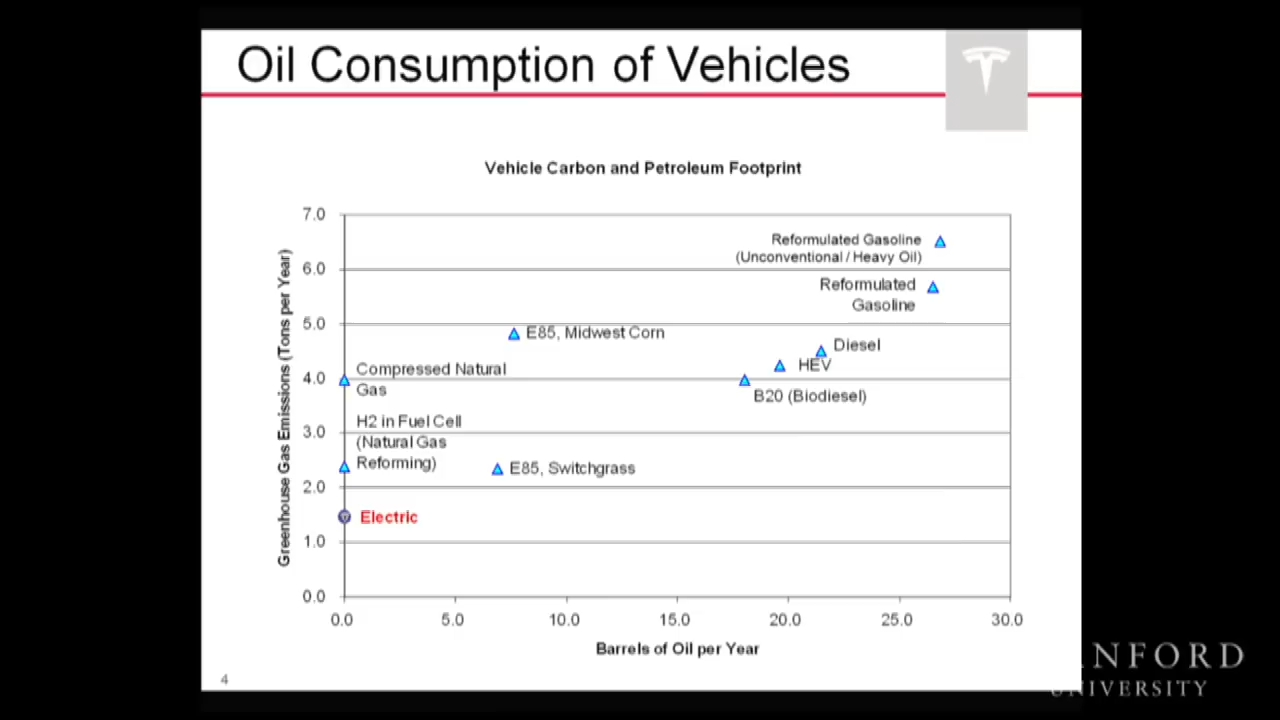 Oil Consumption of Vehicles
Vehicle Carbon and Petroleum Footprint
Greenhouse Gas Emissions (Tons per Year)
7.0
6.0
5.0
4.0
3.0
2.0
1.0
0.0
Reformulated Gasoline
(Unconventional / Heavy Oil)
Reformulated
Gasoline
E85, Midwest Corn
Diesel
HEV
Compressed Natural
Gas
B20 (Biodiesel)
H2 in Fuel Cell
(Natural Gas
Reforming)
E85, Switchgrass
Electric
0.0 5.0 10.0 15.0 20.0 25.0 30.0
Barrels of Oil per Year
4
NFORD
UNIVERSITY